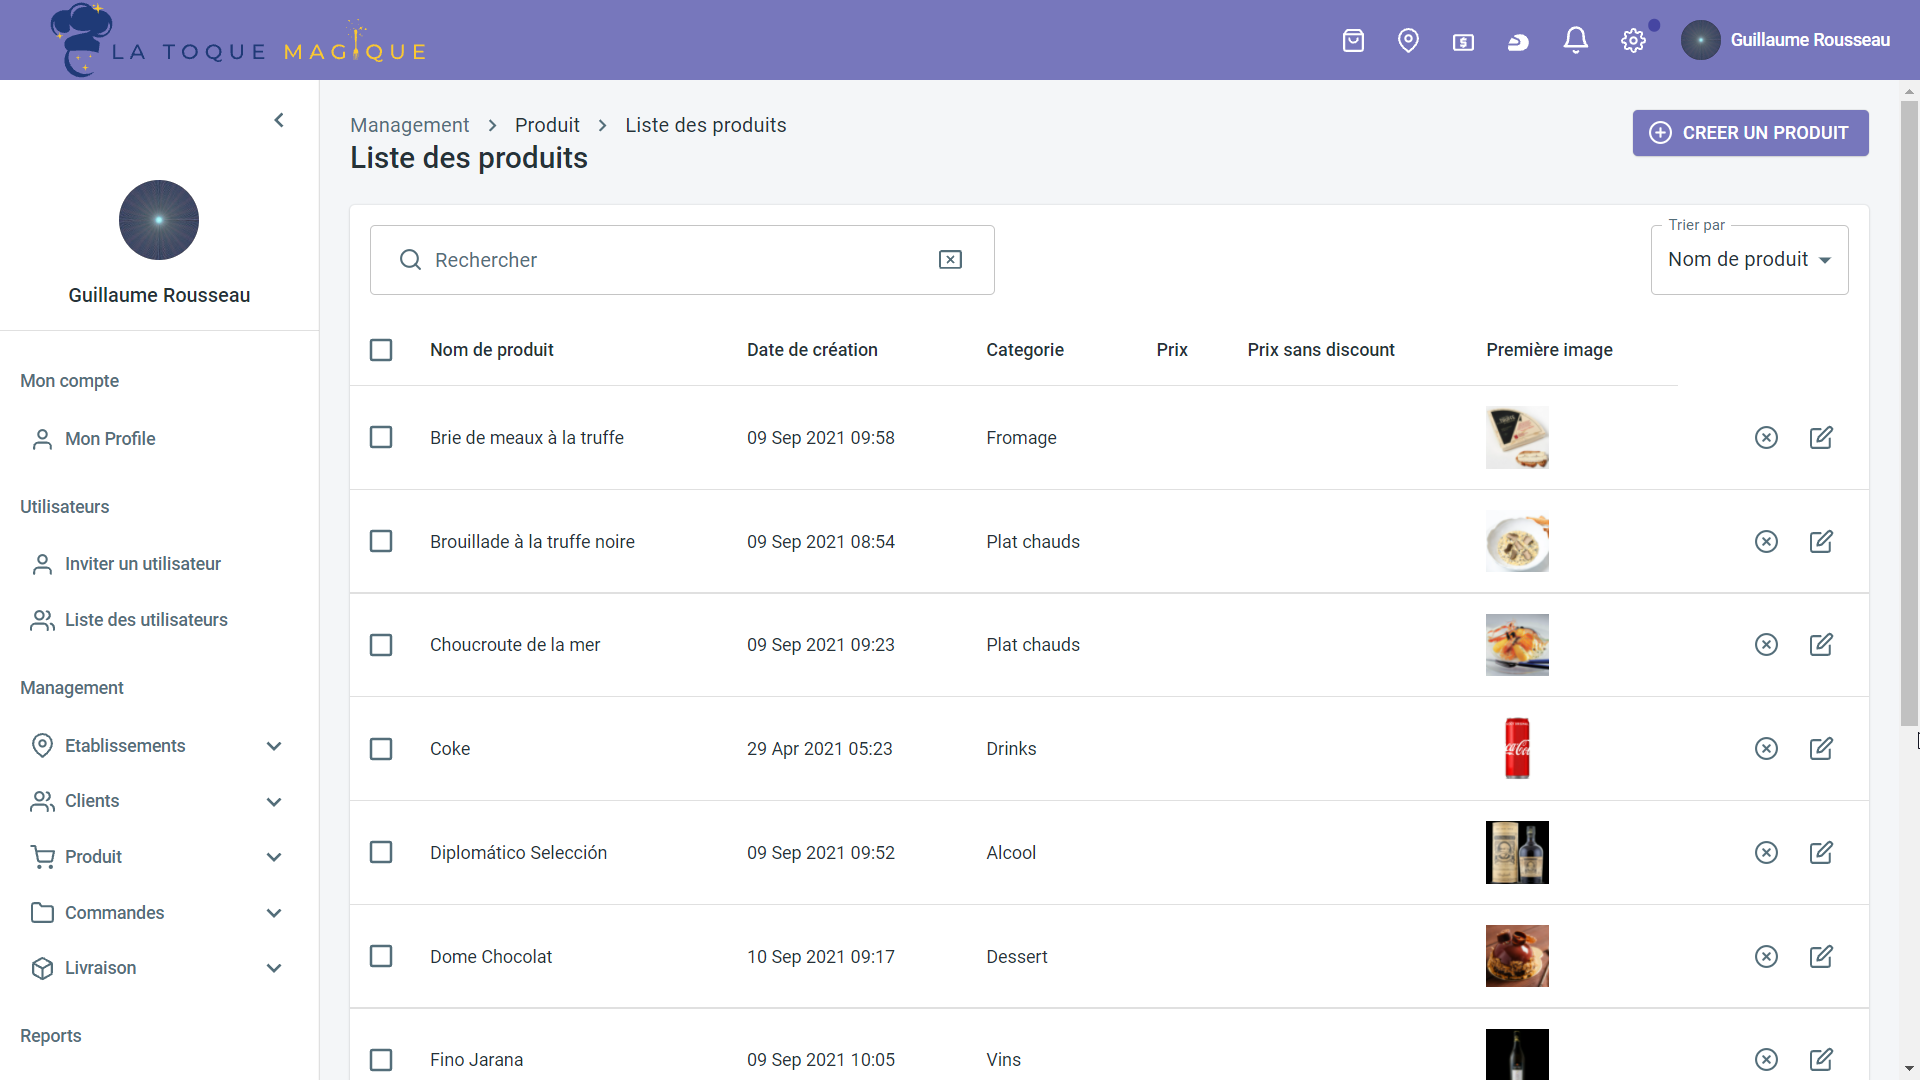 LA TOQUE MAGIQUE
Guillaume Rousseau
Guillaume Rousseau
Mon compte
Mon Profile
Utilisateurs
Inviter un utilisateur
Liste des utilisateurs
Management
Etablissements
Clients
Produit
Commandes
Livraison
Reports
Management > Produit > Liste des produits
Liste des produits
CREER UN PRODUIT
Rechercher
Trier par
Nom de produit
Nom de produit Date de création Categorie Prix Prix sans discount Première image
Brie de meaux à la truffe 09 Sep 2021 09:58 Fromage
Brouillade à la truffe noire 09 Sep 2021 08:54 Plat chauds
Choucroute de la mer 09 Sep 2021 09:23 Plat chauds
Coke 29 Apr 2021 05:23 Drinks
Diplomático Selección 09 Sep 2021 09:52 Alcool
Dome Chocolat 10 Sep 2021 09:17 Dessert
Fino Jarana 09 Sep 2021 10:05 Vins